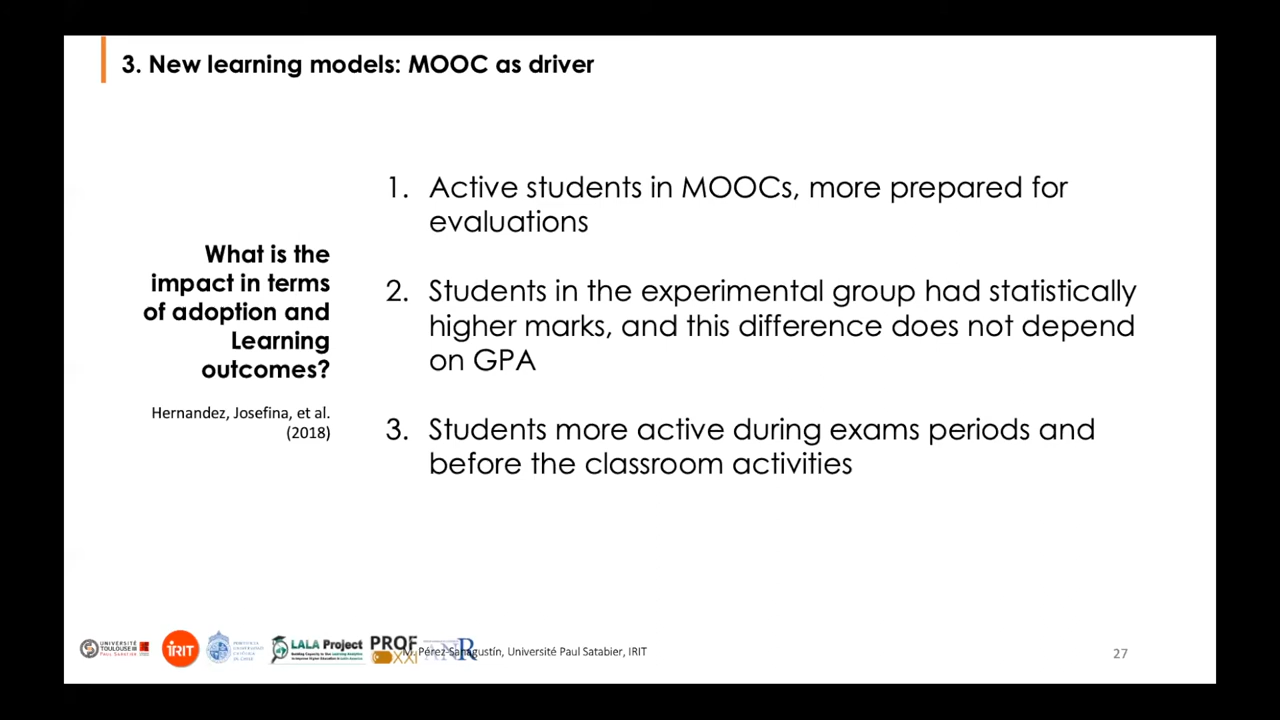 3. New learning models: MOOC as driver
What is the
impact in terms
of adoption and
Learning
outcomes?
Hernandez, Josefina, et al.
(2018)
1. Active students in MOOCs, more prepared for
evaluations
2. Students in the experimental group had statistically
higher marks, and this difference does not depend
on GPA
3. Students more active during exams periods and
before the classroom activities
UNIVERSITÉ
TOULOUSE III
PAUL SABATIER
IRIT
LALA Project
PROF
XXI
Pérez-Sanagustín, Université Paul Satabier, IRIT
27